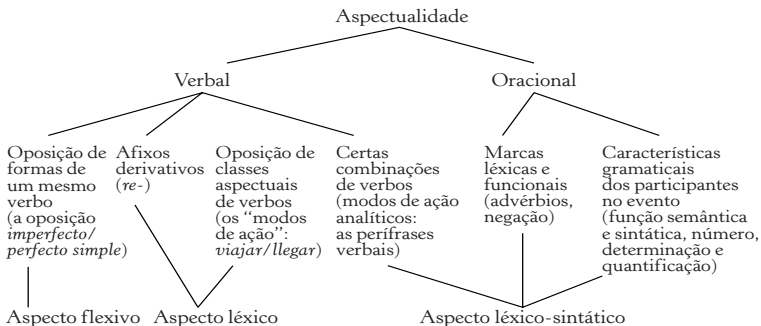 Aspectualidade
Verbal
Oracional
Oposição de
formas de
um mesmo
verbo
(a oposição
imperfecto/
perfecto simple)
Afixos
derivativos
(re-)
Oposição de
classes
aspectuais
de verbos
(os “modos
de ação”:
viajar/llegar)
Certas
combinações
de verbos
(modos de ação
analíticos:
as perífrases
verbais)
Marcas
léxicas e
funcionais
(advérbios,
negação)
Características
gramaticais
dos participantes
no evento
(função semântica
e sintática, número,
determinação e
quantificação)
Aspecto flexivo
Aspecto léxico
Aspecto léxico-sintático